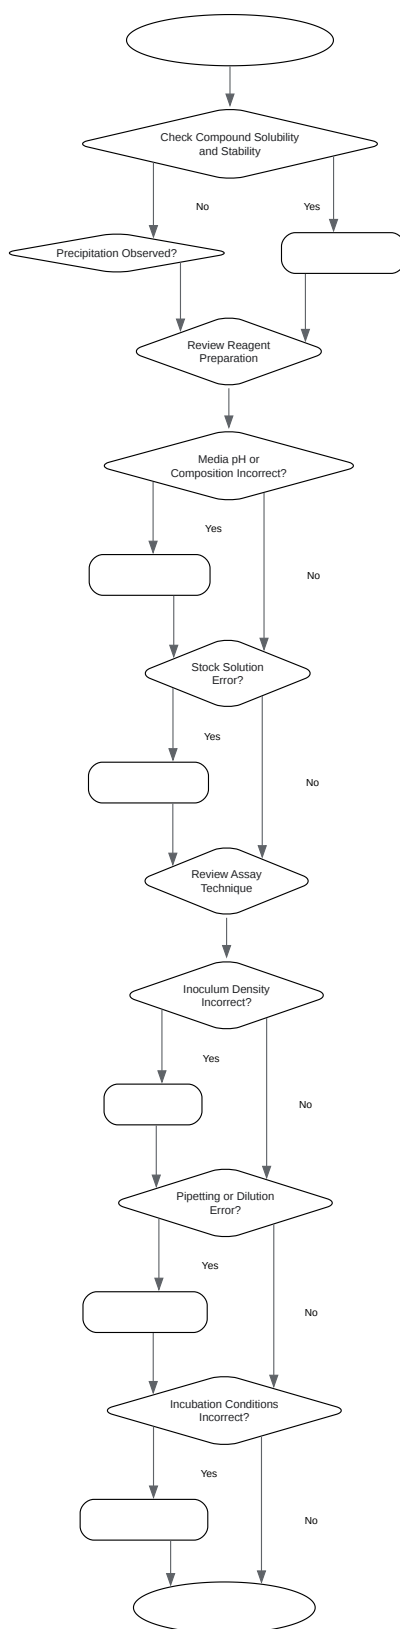 Check Compound Solubility
and Stability
No
Yes
Precipitation Observed?
Review Reagent
Preparation
Media pH or
Composition Incorrect?
Yes
No
Stock Solution
Error?
Yes
No
Review Assay
Technique
Inoculum Density
Incorrect?
Yes
No
Pipetting or Dilution
Error?
Yes
No
Incubation Conditions
Incorrect?
Yes
No